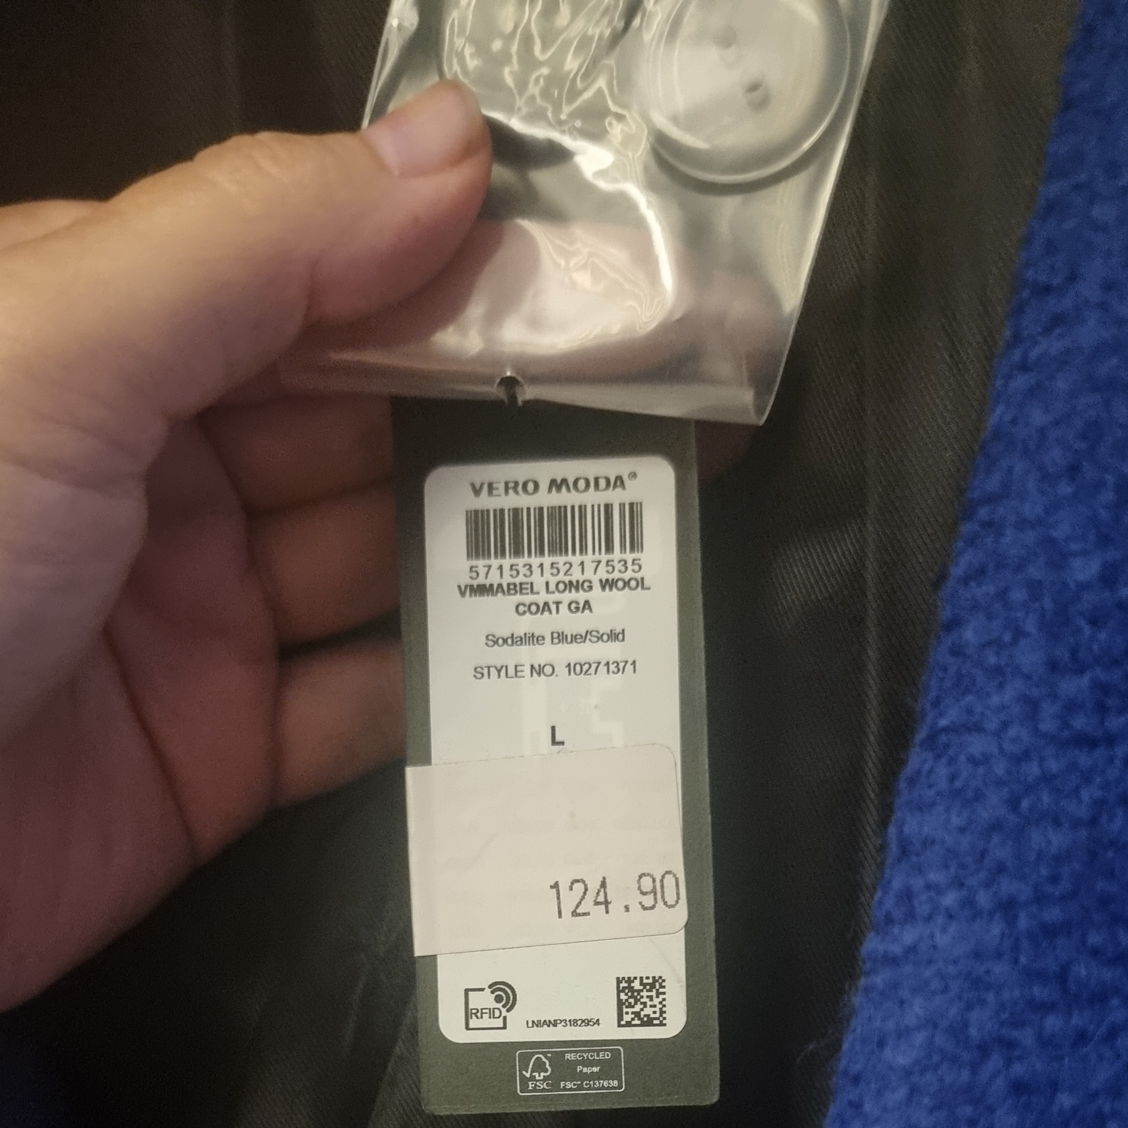 VERO MODA®
5715315217535
VMMABEL LONG WOOL
COAT GA
Sodalite Blue/Solid
STYLE NO. 10271371
L
124.90
RFID
LNIANP3182954
RECYCLED
Paper
FSC
FSC™ C137638